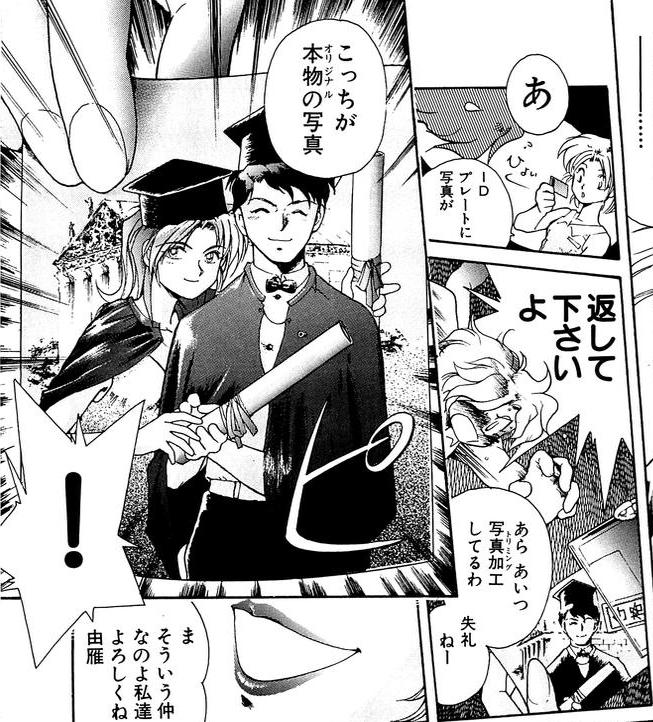 あ
ひょい
ID
プレートに
写真が
返して
下さい
よ
あら あいつ
写真加工
トリミング
してるわ
失礼
ねー
こっちが
本物の写真
オリジナル
ピ
!
ま
そういう仲
なのよ私達
よろしくね
由雁